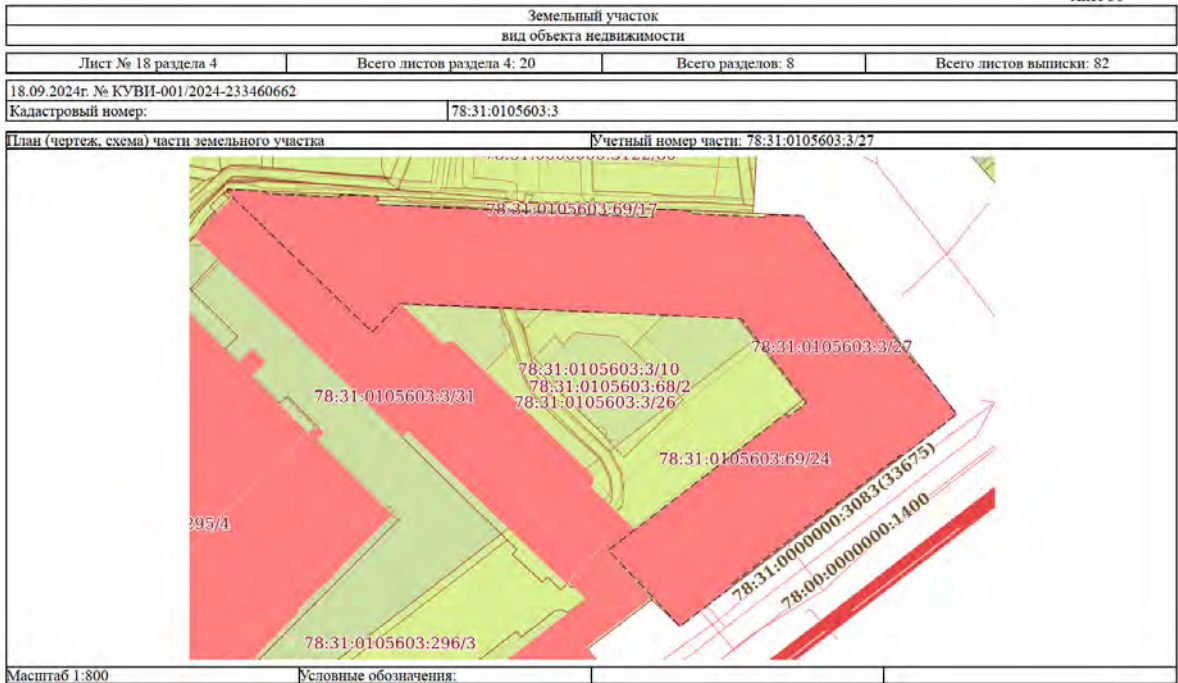 Земельный участок
вид объекта недвижимости
Лист № 18 раздела 4 Всего листов раздела 4: 20 Всего разделов: 8 Всего листов выписки: 82
18.09.2024г. № КУВИ-001/2024-233460662
Кадастровый номер: 78:31:0105603:3
План (чертеж, схема) части земельного участка Учетный номер части: 78:31:0105603:3/27
78:31:0105603:69/17
78:31:0105603:3/27
78:31:0105603:3/10
78:31:0105603:68/2
78:31:0105603:3/31
78:31:0105603:3/26
78:31:0105603:69/24
78:31:0000000:3083(33675)
78:00:0000000:1400
295/4
78:31:0105603:296/3
Масштаб 1:800 Условные обозначения: